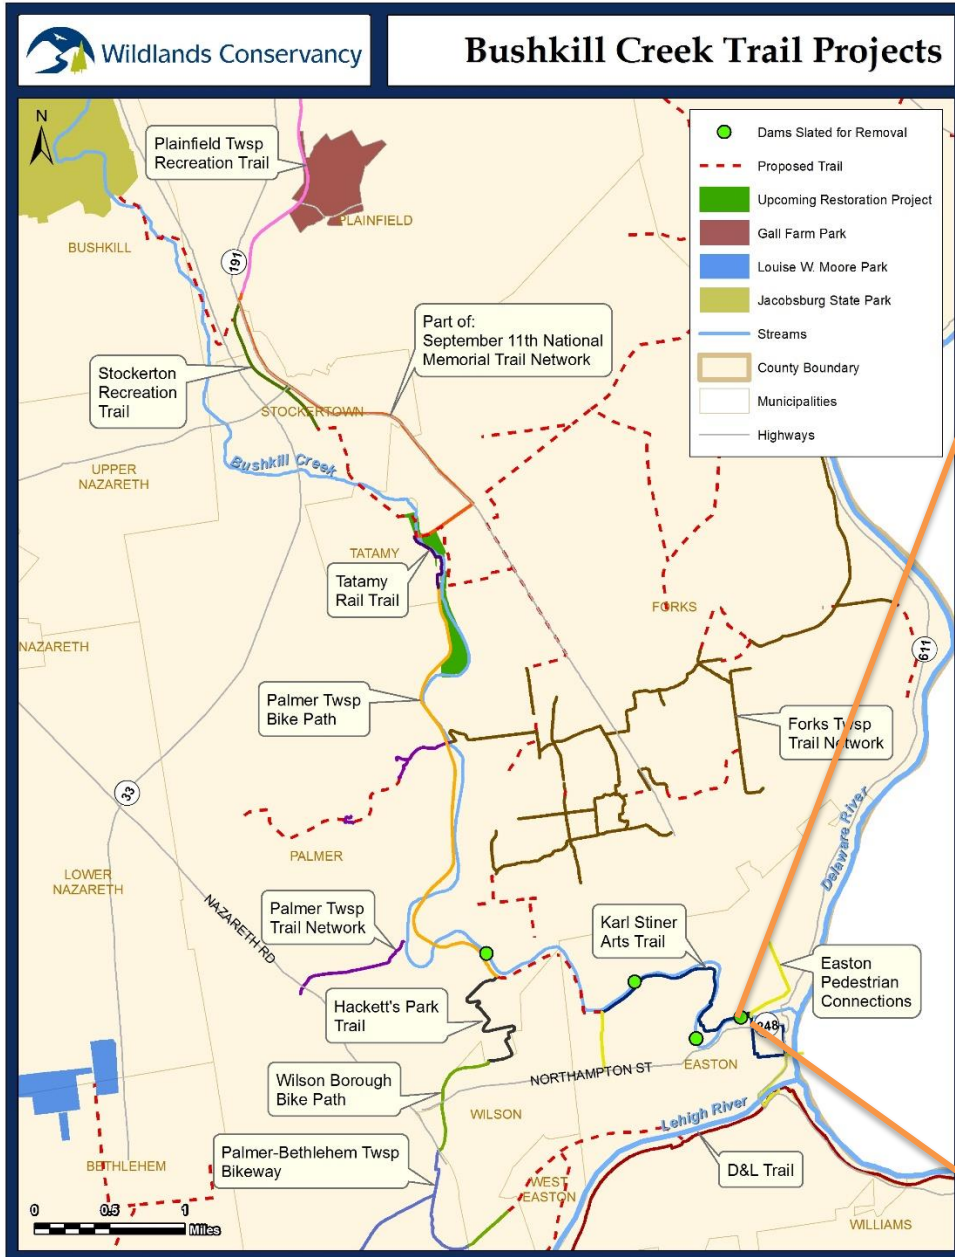 Wildlands Conservancy
Bushkill Creek Trail Projects
N
Plainfield Twsp
Recreation Trail
PLAINFIELD
BUSHKILL
191
Dams Slated for Removal
Proposed Trail
Upcoming Restoration Project
Gall Farm Park
Louise W. Moore Park
Jacobsburg State Park
Streams
County Boundary
Municipalities
Highways
Part of:
September 11th National
Memorial Trail Network
Stockerton
Recreation
Trail
STOCKERTOWN
Bushkill Creek
UPPER
NAZARETH
TATAMY
Tatamy
Rail Trail
FORKS
NAZARETH
611
Palmer Twsp
Bike Path
Forks Twsp
Trail Network
33
PALMER
Delaware River
LOWER
NAZARETH
NAZARETH RD
Palmer Twsp
Trail Network
Karl Stiner
Arts Trail
Easton
Pedestrian
Connections
Hackett's Park
Trail
248
EASTON
NORTHAMPTON ST
Wilson Borough
Bike Path
WILSON
Lehigh River
Palmer-Bethlehem Twsp
Bikeway
BETHLEHEM
D&L Trail
WEST
EASTON
WILLIAMS
0 0.5 1
Miles